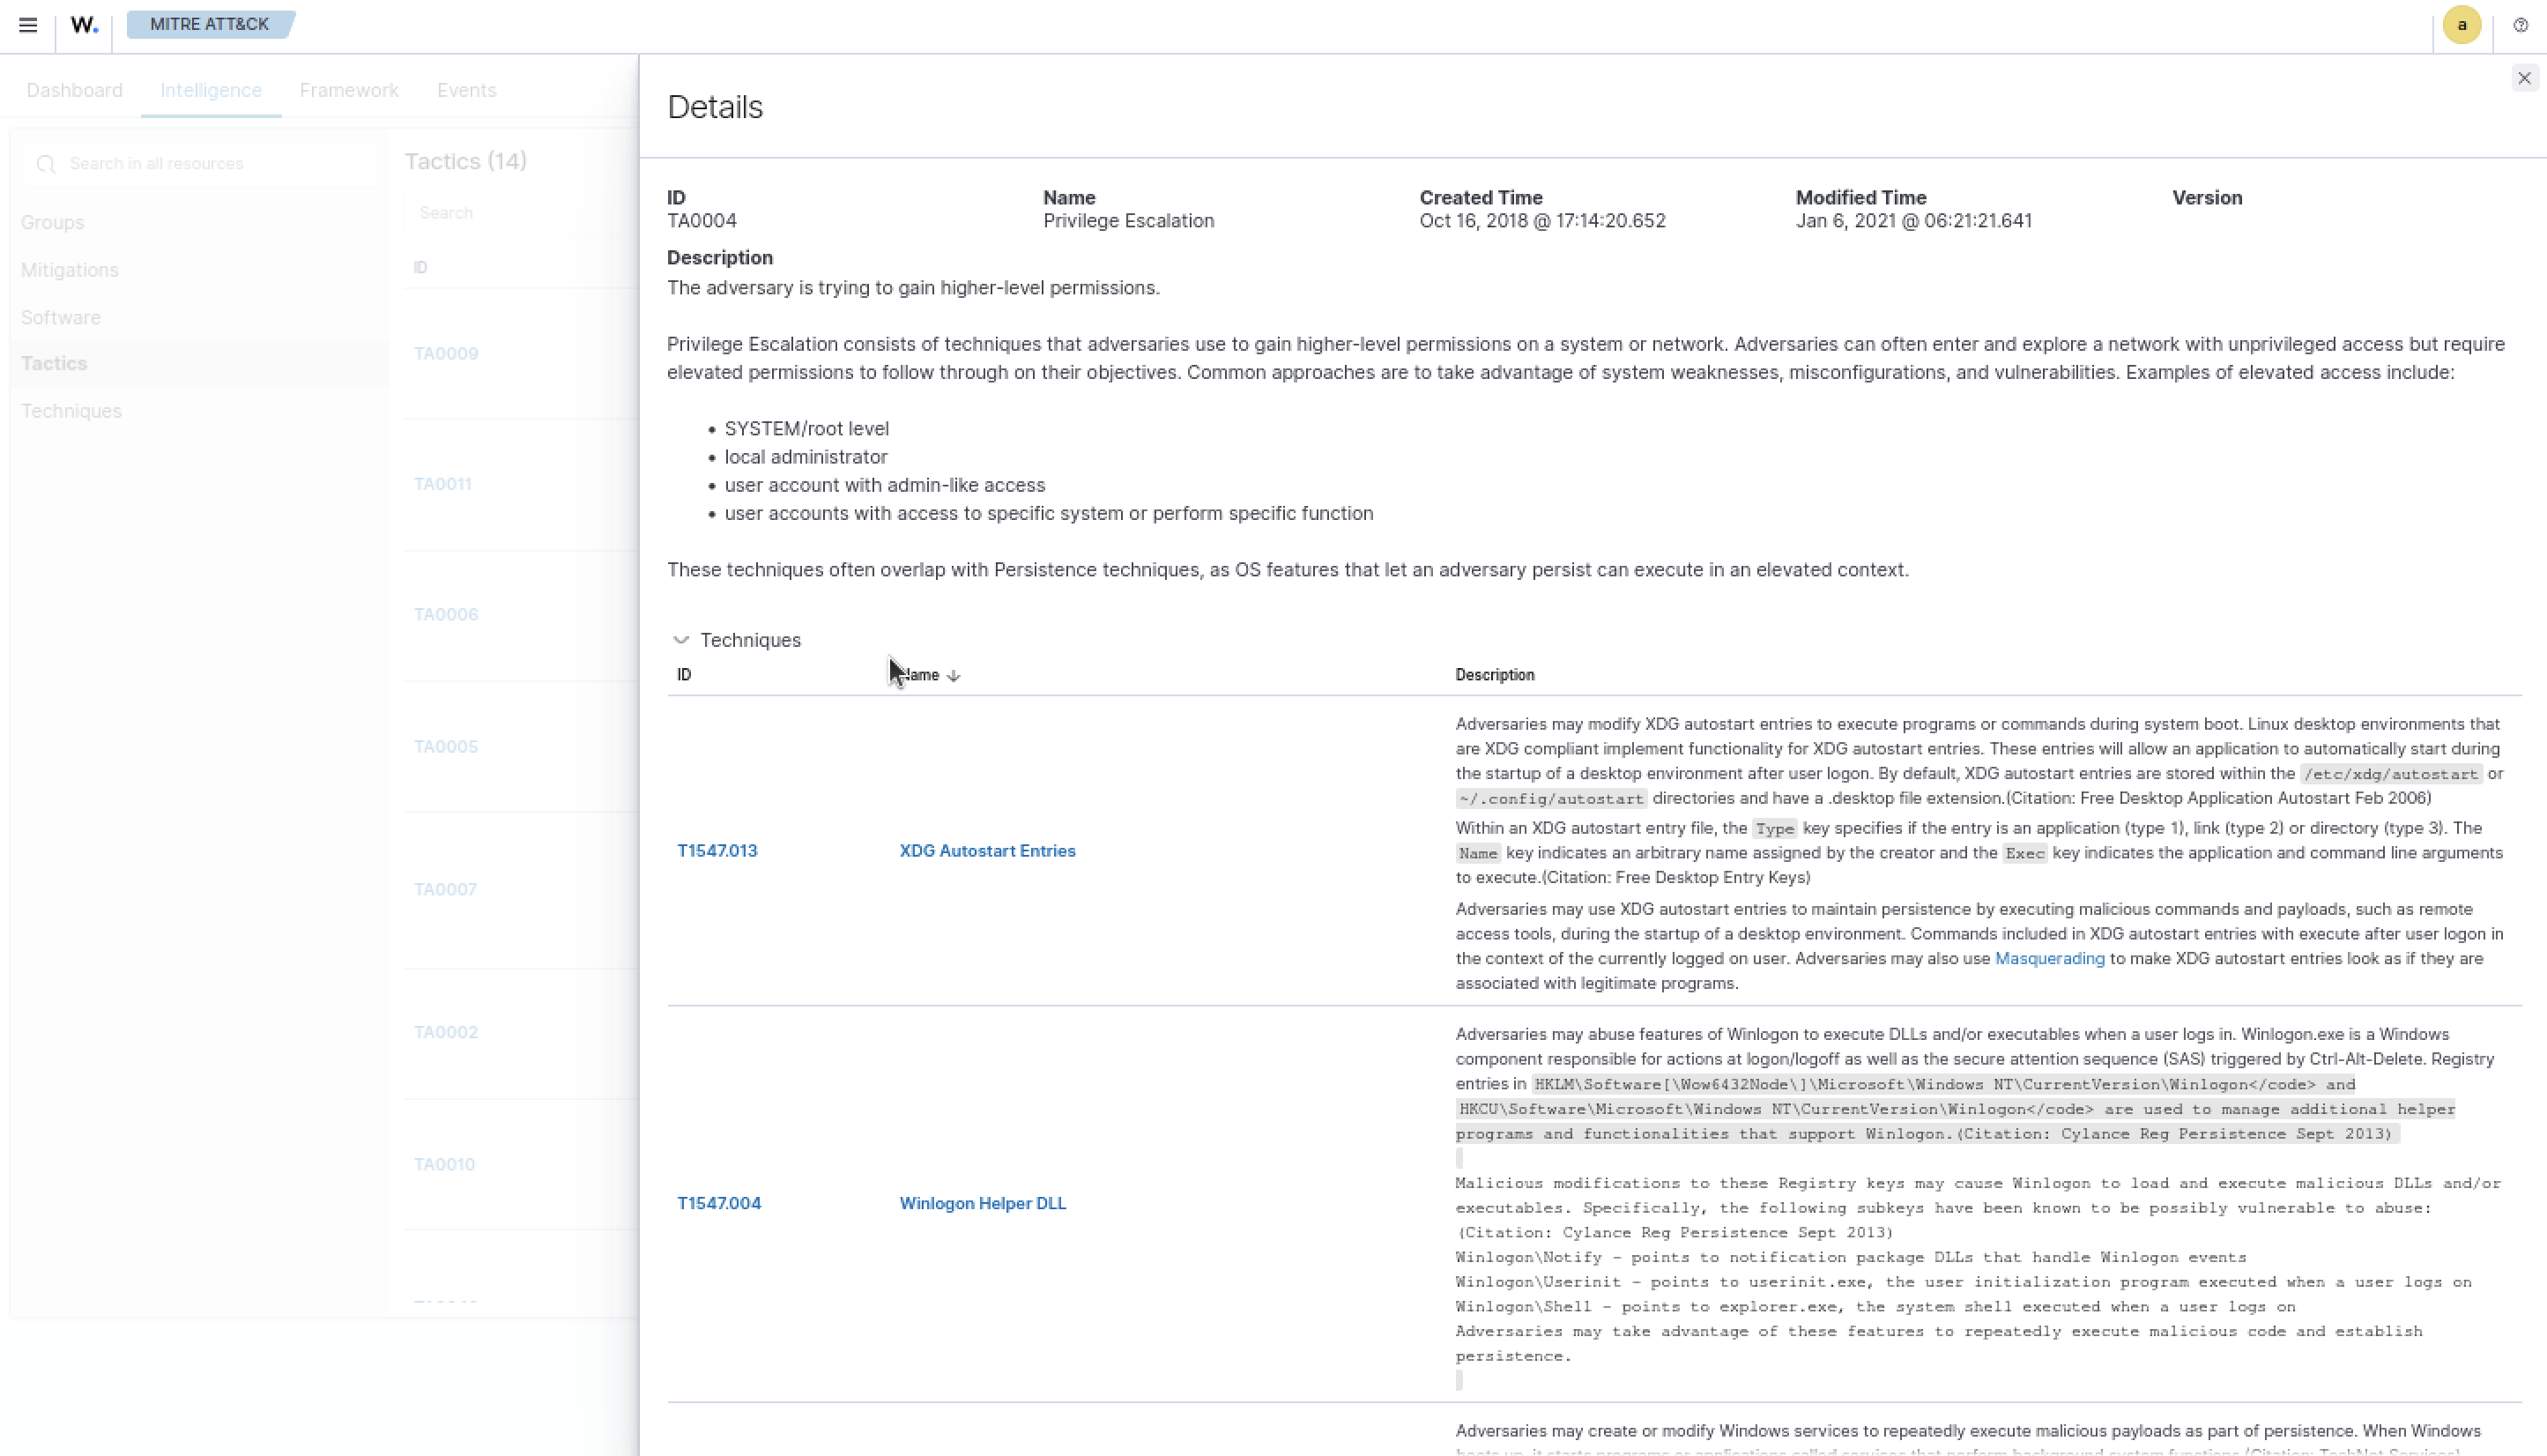 W.
MITRE ATT&CK
a
Dashboard
Intelligence
Framework
Events
Search in all resources
Groups
Mitigations
Software
Tactics
Techniques
Tactics (14)
Search
ID
TA0009
TA0011
TA0006
TA0005
TA0007
TA0002
TA0010
Details
ID
Name
Created Time
Modified Time
Version
TA0004
Privilege Escalation
Oct 16, 2018 @ 17:14:20.652
Jan 6, 2021 @ 06:21:21.641
Description
The adversary is trying to gain higher-level permissions.
Privilege Escalation consists of techniques that adversaries use to gain higher-level permissions on a system or network. Adversaries can often enter and explore a network with unprivileged access but require
elevated permissions to follow through on their objectives. Common approaches are to take advantage of system weaknesses, misconfigurations, and vulnerabilities. Examples of elevated access include:
• SYSTEM/root level
• local administrator
• user account with admin-like access
• user accounts with access to specific system or perform specific function
These techniques often overlap with Persistence techniques, as OS features that let an adversary persist can execute in an elevated context.
Techniques
ID
Description
Adversaries may modify XDG autostart entries to execute programs or commands during system boot. Linux desktop environments that
are XDG compliant implement functionality for XDG autostart entries. These entries will allow an application to automatically start during
the startup of a desktop environment after user logon. By default, XDG autostart entries are stored within the /etc/xdg/autostart or
~/.config/autostart directories and have a .desktop file extension.(Citation: Free Desktop Application Autostart Feb 2006)
Within an XDG autostart entry file, the Type key specifies if the entry is an application (type 1), link (type 2) or directory (type 3). The
Name key indicates an arbitrary name assigned by the creator and the Exec key indicates the application and command line arguments
to execute.(Citation: Free Desktop Entry Keys)
T1547.013
XDG Autostart Entries
Adversaries may use XDG autostart entries to maintain persistence by executing malicious commands and payloads, such as remote
access tools, during the startup of a desktop environment. Commands included in XDG autostart entries with execute after user logon in
the context of the currently logged on user. Adversaries may also use Masquerading to make XDG autostart entries look as if they are
associated with legitimate programs.
Adversaries may abuse features of Winlogon to execute DLLs and/or executables when a user logs in. Winlogon.exe is a Windows
component responsible for actions at logon/logoff as well as the secure attention sequence (SAS) triggered by Ctrl-Alt-Delete. Registry
entries in HKLM\Software[\Wow6432Node\]\Microsoft\Windows NT\CurrentVersion\Winlogon</code> and
HKCU\Software\Microsoft\Windows NT\CurrentVersion\Winlogon</code> are used to manage additional helper
programs and functionalities that support Winlogon.(Citation: Cylance Reg Persistence Sept 2013)
T1547.004
Winlogon Helper DLL
Malicious modifications to these Registry keys may cause Winlogon to load and execute malicious DLLs and/or
executables. Specifically, the following subkeys have been known to be possibly vulnerable to abuse:
(Citation: Cylance Reg Persistence Sept 2013)
Winlogon\Notify - points to notification package DLLs that handle Winlogon events
Winlogon\Userinit - points to userinit.exe, the user initialization program executed when a user logs on
Winlogon\Shell - points to explorer.exe, the system shell executed when a user logs on
Adversaries may take advantage of these features to repeatedly execute malicious code and establish
persistence.
Adversaries may create or modify Windows services to repeatedly execute malicious payloads as part of persistence. When Windows